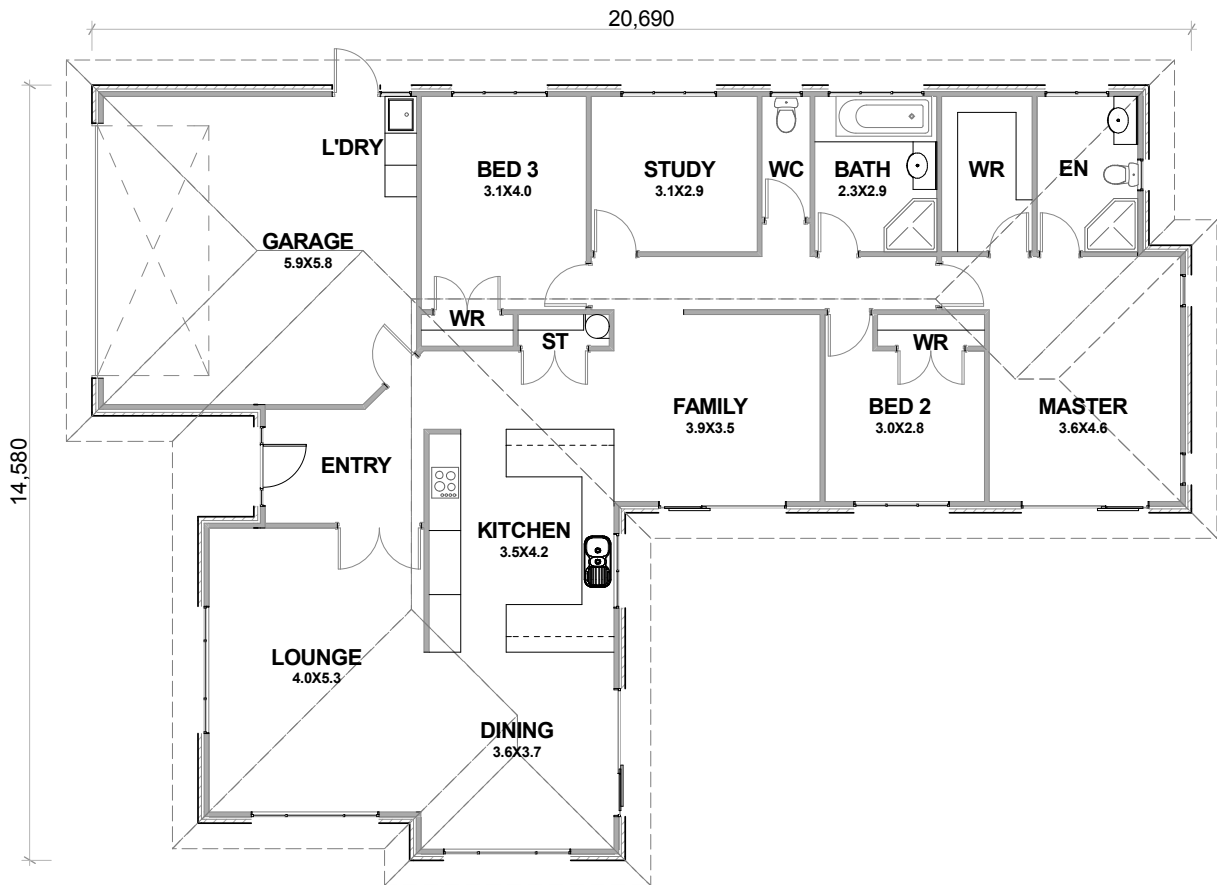 20,690
14,580
L'DRY
BED 3
3.1X4.0
STUDY
3.1X2.9
WC
BATH
2.3X2.9
WR
EN
GARAGE
5.9X5.8
WR
ST
WR
FAMILY
3.9X3.5
BED 2
3.0X2.8
MASTER
3.6X4.6
ENTRY
KITCHEN
3.5X4.2
LOUNGE
4.0X5.3
DINING
3.6X3.7